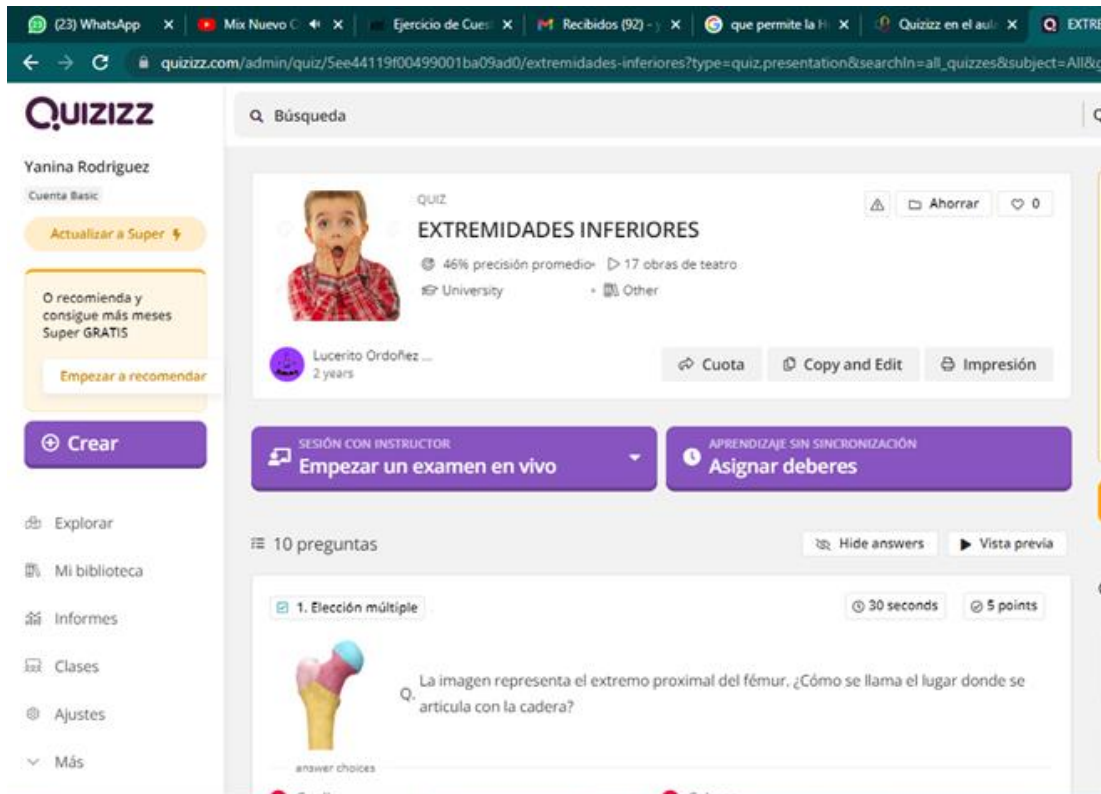 (23) WhatsApp
Mix Nuevo C
Ejercicio de Cues
Recibidos (92) - y
que permite la H
Quizizz en el aula
EXTRE
quizizz.com/admin/quiz/5ee44119f00499001ba09ad0/extremidades-inferiores?type=quiz,presentation&searchIn=all_quizzes&subject=All&g
QUIZIZZ
Búsqueda
Yanina Rodriguez
Cuenta Basic
Actualizar a Super
O recomienda y
consigue más meses
Super GRATIS
Empezar a recomendar
Crear
Explorar
Mi biblioteca
Informes
Clases
Ajustes
Más
QUIZ
Ahorrar
0
EXTREMIDADES INFERIORES
46% precisión promedio
17 obras de teatro
University
Other
Lucerito Ordoñez ...
2 years
Cuota
Copy and Edit
Impresión
SESIÓN CON INSTRUCTOR
Empezar un examen en vivo
APRENDIZAJE SIN SINCRONIZACIÓN
Asignar deberes
10 preguntas
Hide answers
Vista previa
1. Elección múltiple
30 seconds
5 points
Q. La imagen representa el extremo proximal del fémur. ¿Cómo se llama el lugar donde se
articula con la cadera?
answer choices